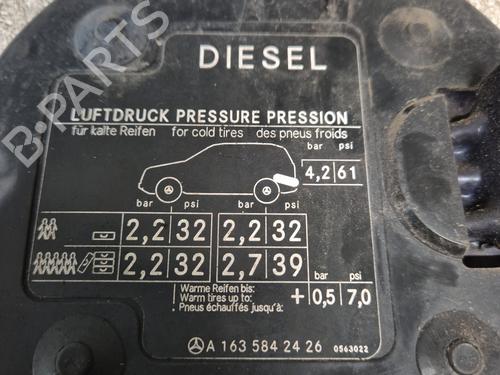 DIESEL
LUFTDRUCK PRESSURE PRESSION
für kalte Reifen for cold tires des pneus froids
bar psi
4,2 61
bar psi bar psi
2,2 32 2,2 32
2,2 32 2,7 39 bar psi
Warme Reifen bis:
Warm tires up to: + 0,5 7,0
Pneus échauffés jusqu'à:
A 163 584 24 26 0563022
B-PARTS